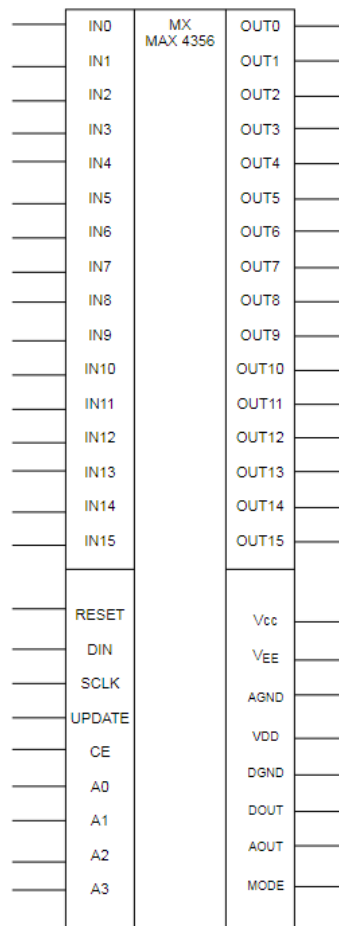 IN0 MX OUT0
MAX 4356
IN1 OUT1
IN2 OUT2
IN3 OUT3
IN4 OUT4
IN5 OUT5
IN6 OUT6
IN7 OUT7
IN8 OUT8
IN9 OUT9
IN10 OUT10
IN11 OUT11
IN12 OUT12
IN13 OUT13
IN14 OUT14
IN15 OUT15
RESET Vcc
DIN VEE
SCLK AGND
UPDATE VDD
CE DGND
A0 DOUT
A1 AOUT
A2 MODE
A3